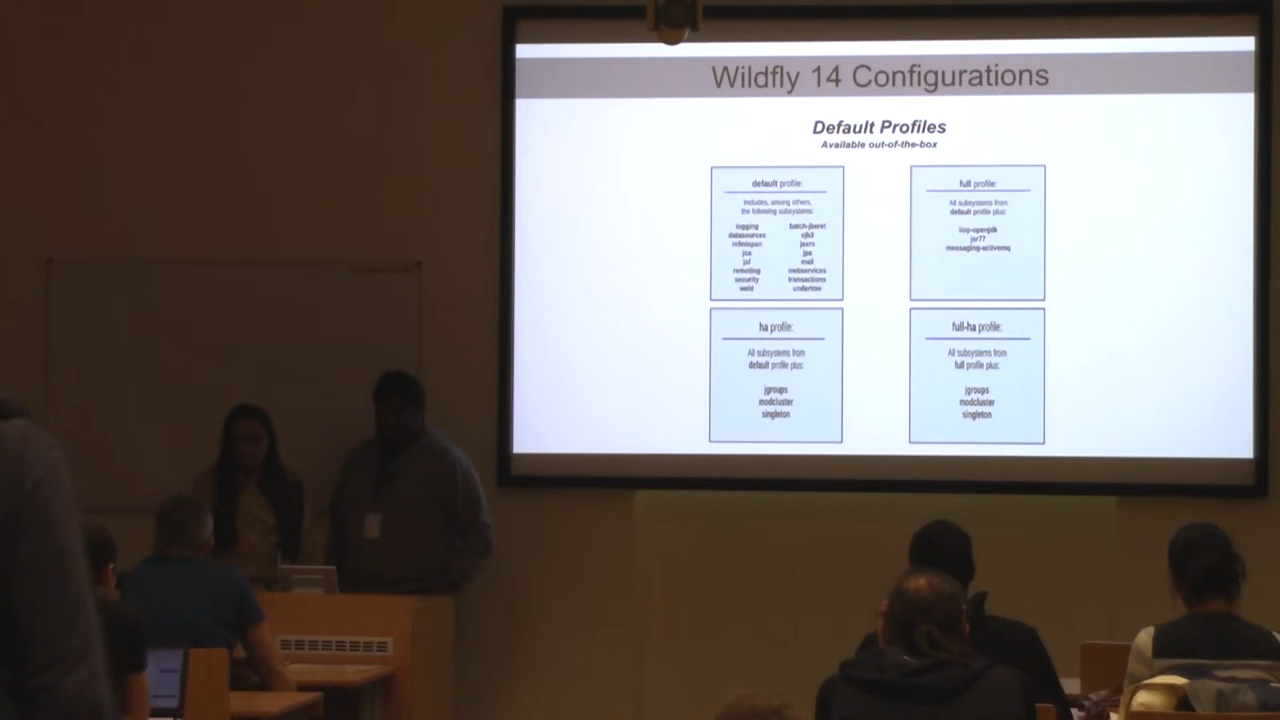 Wildfly 14 Configurations
Default Profiles
Available out-of-the-box
default profile:
Includes, among others,
the following subsystems:
logging batch-jberet
datasources ejb3
infinispan jaxrs
jca jpa
jsf mail
remoting webservices
security transactions
weld undertow
full profile:
All subsystems from
default profile plus:
iiop-openjdk
jsr77
messaging-activemq
ha profile:
All subsystems from
default profile plus:
jgroups
modcluster
singleton
full-ha profile:
All subsystems from
full profile plus:
jgroups
modcluster
singleton